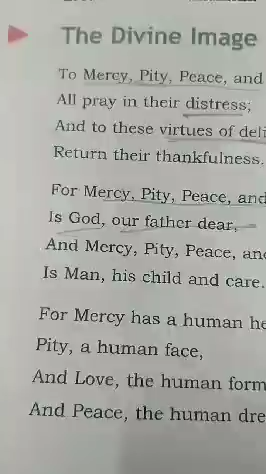 The Divine Image
To Mercy, Pity, Peace, and
All pray in their distress;
And to these virtues of deli
Return their thankfulness.
For Mercy, Pity, Peace, and
Is God, our father dear,
And Mercy, Pity, Peace, and
Is Man, his child and care.
For Mercy has a human he
Pity, a human face,
And Love, the human form
And Peace, the human dre